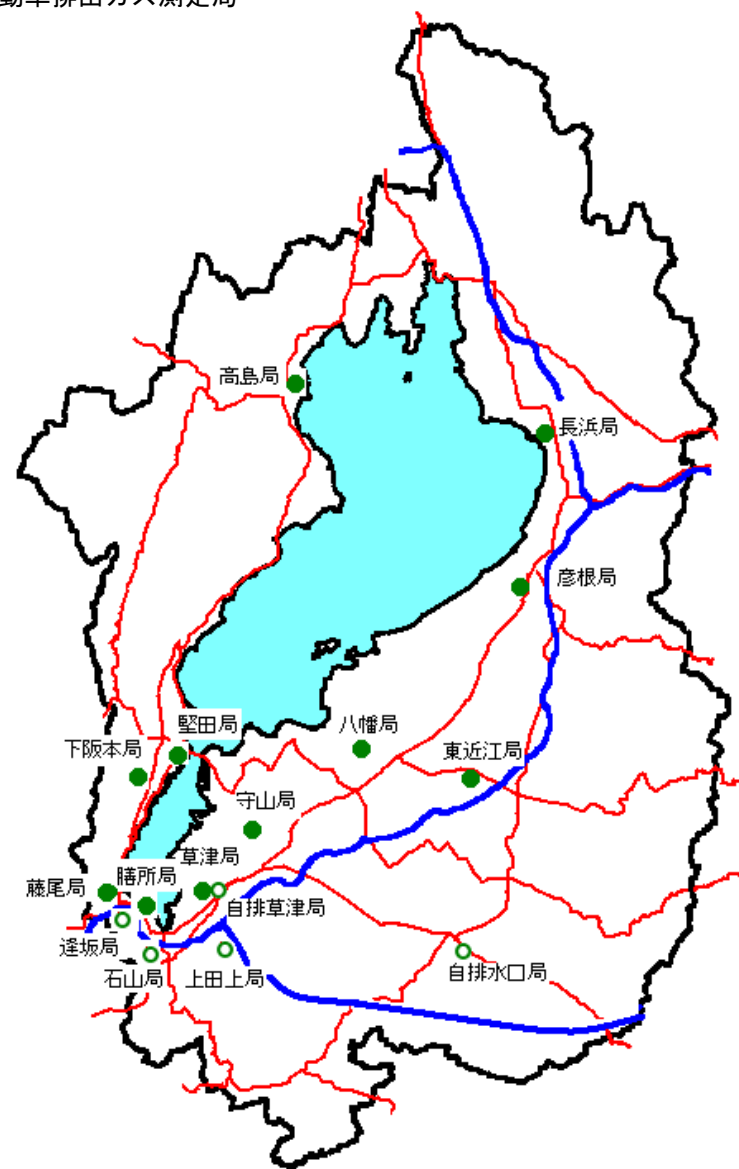 動車排出ガス測定局
高島局
長浜局
彦根局
堅田局
八幡局
下阪本局
東近江局
守山局
草津局
膳所局
藤尾局
自排草津局
逢坂局
石山局
上田上局
自排水口局